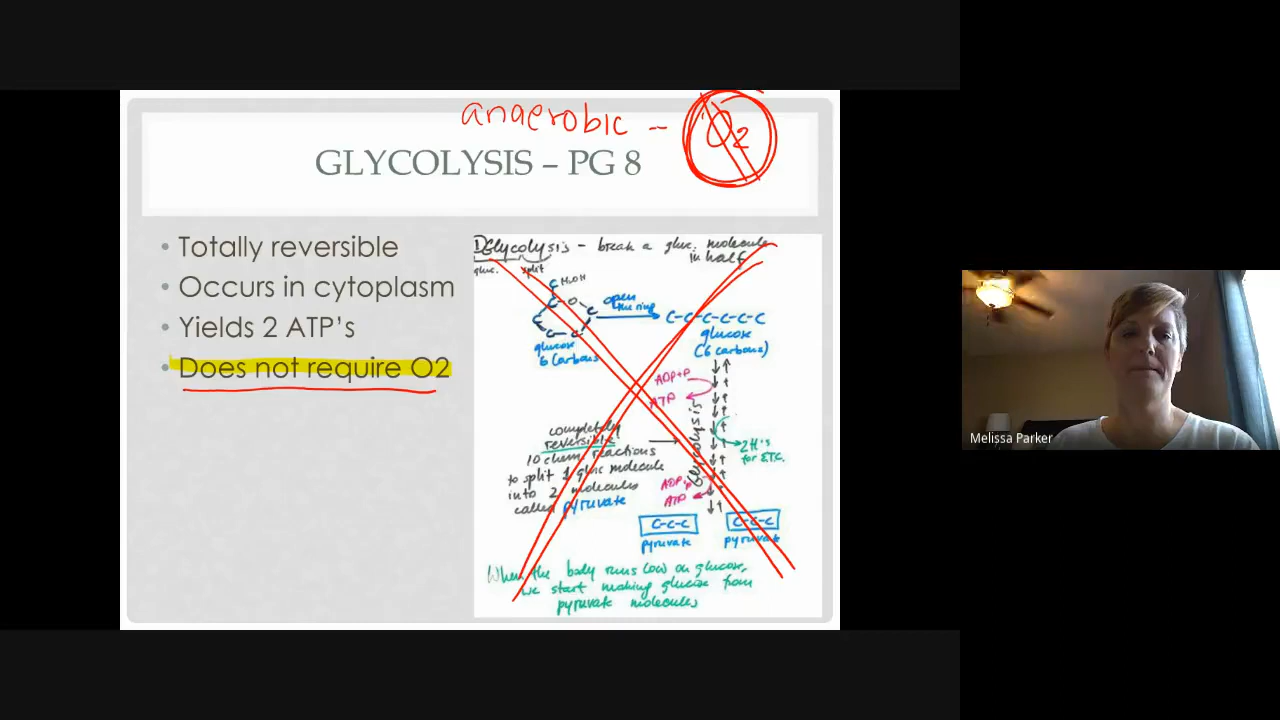 anaerobic - O2
GLYCOLYSIS – PG 8
• Totally reversible
• Occurs in cytoplasm
• Yields 2 ATP's
• Does not require O2
Glycolysis - break a gluc. molecule
in half
gluc. split
CH2OH
C O C
C C C
glucose
6 carbons
open
the ring
C-C-C-C-C-C
glucose
(6 carbons)
ADP+P
ATP
Glycolysis
2H's
for E.T.C.
completely
reversible
10 chem. reactions
to split 1 gluc molecule
into 2 molecules
called pyruvate
ADP+P
ATP
C-C-C
pyruvate
C-C-C
pyruvate
When the body runs low on glucose,
we start making glucose from
pyruvate molecules
Melissa Parker